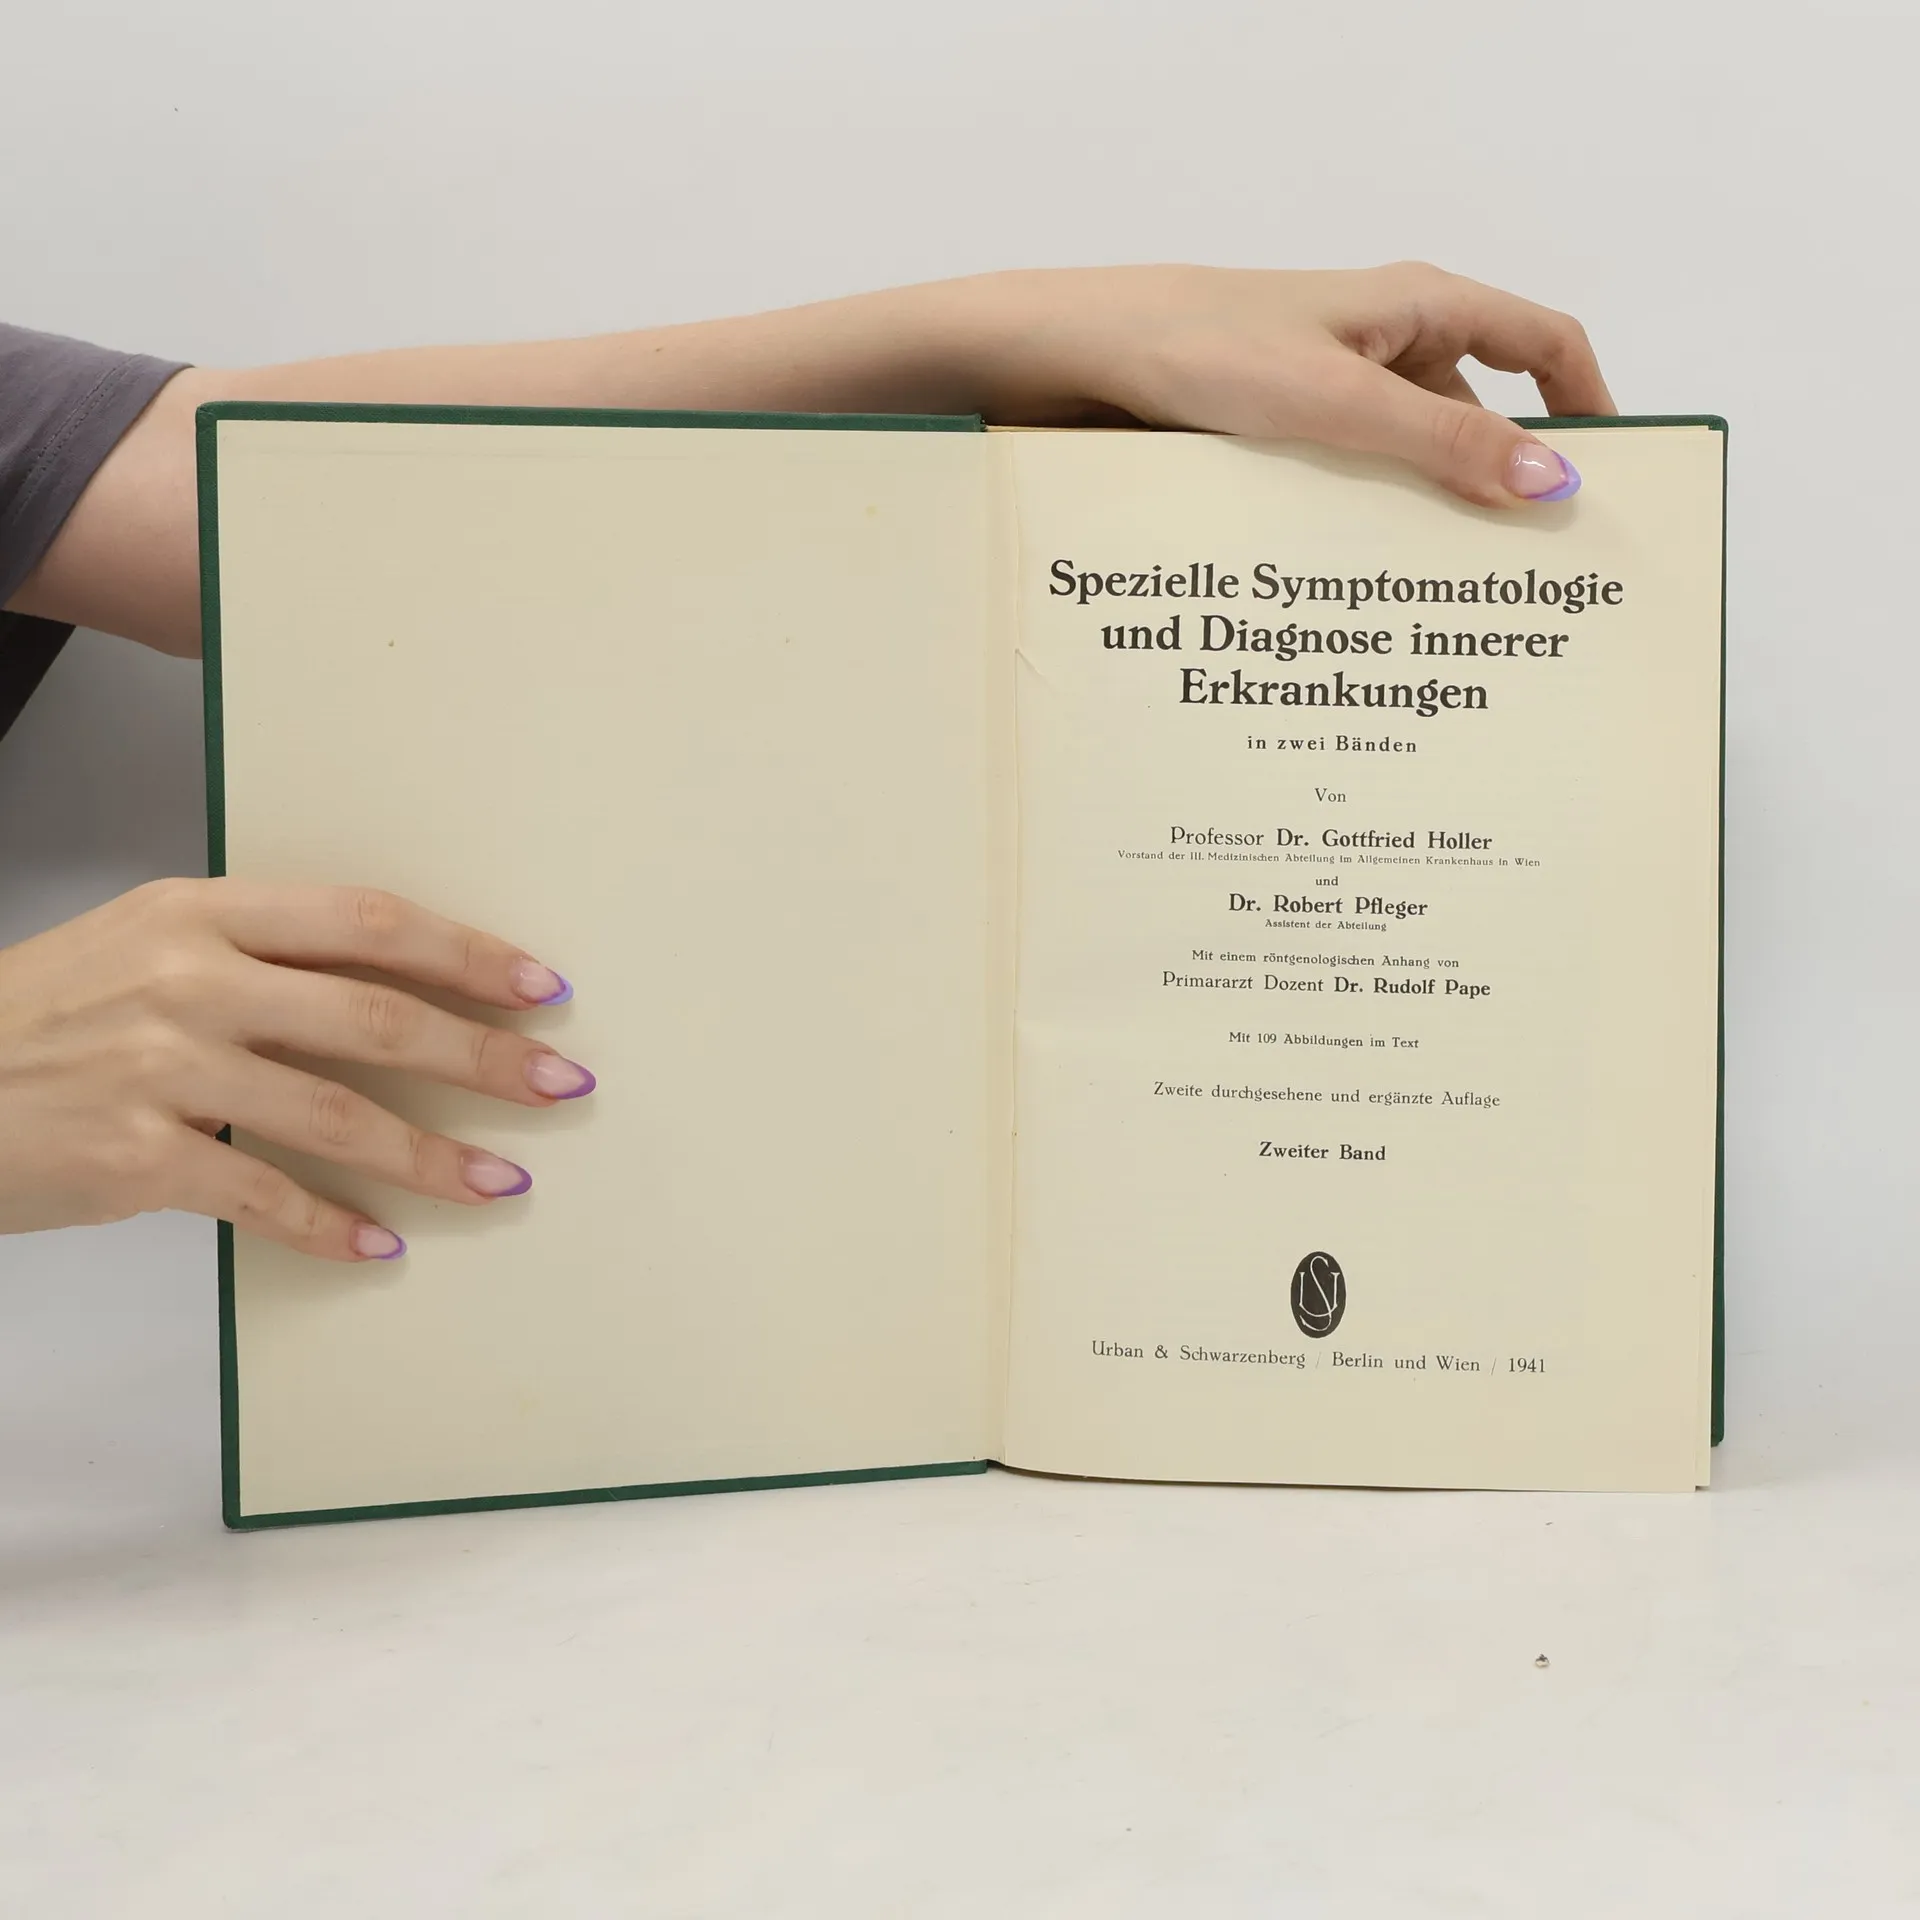 Spezielle Symptomatologie
und Diagnose innerer
Erkrankungen
in zwei Bänden
Von
Professor Dr. Gottfried Holler
Vorstand der III. Medizinischen Abteilung im Allgemeinen Krankenhaus in Wien
und
Dr. Robert Pfleger
Assistent der Abteilung
Mit einem röntgenologischen Anhang von
Primararzt Dozent Dr. Rudolf Pape
Mit 109 Abbildungen im Text
Zweite durchgesehene und ergänzte Auflage
Zweiter Band
US
Urban & Schwarzenberg / Berlin und Wien / 1941